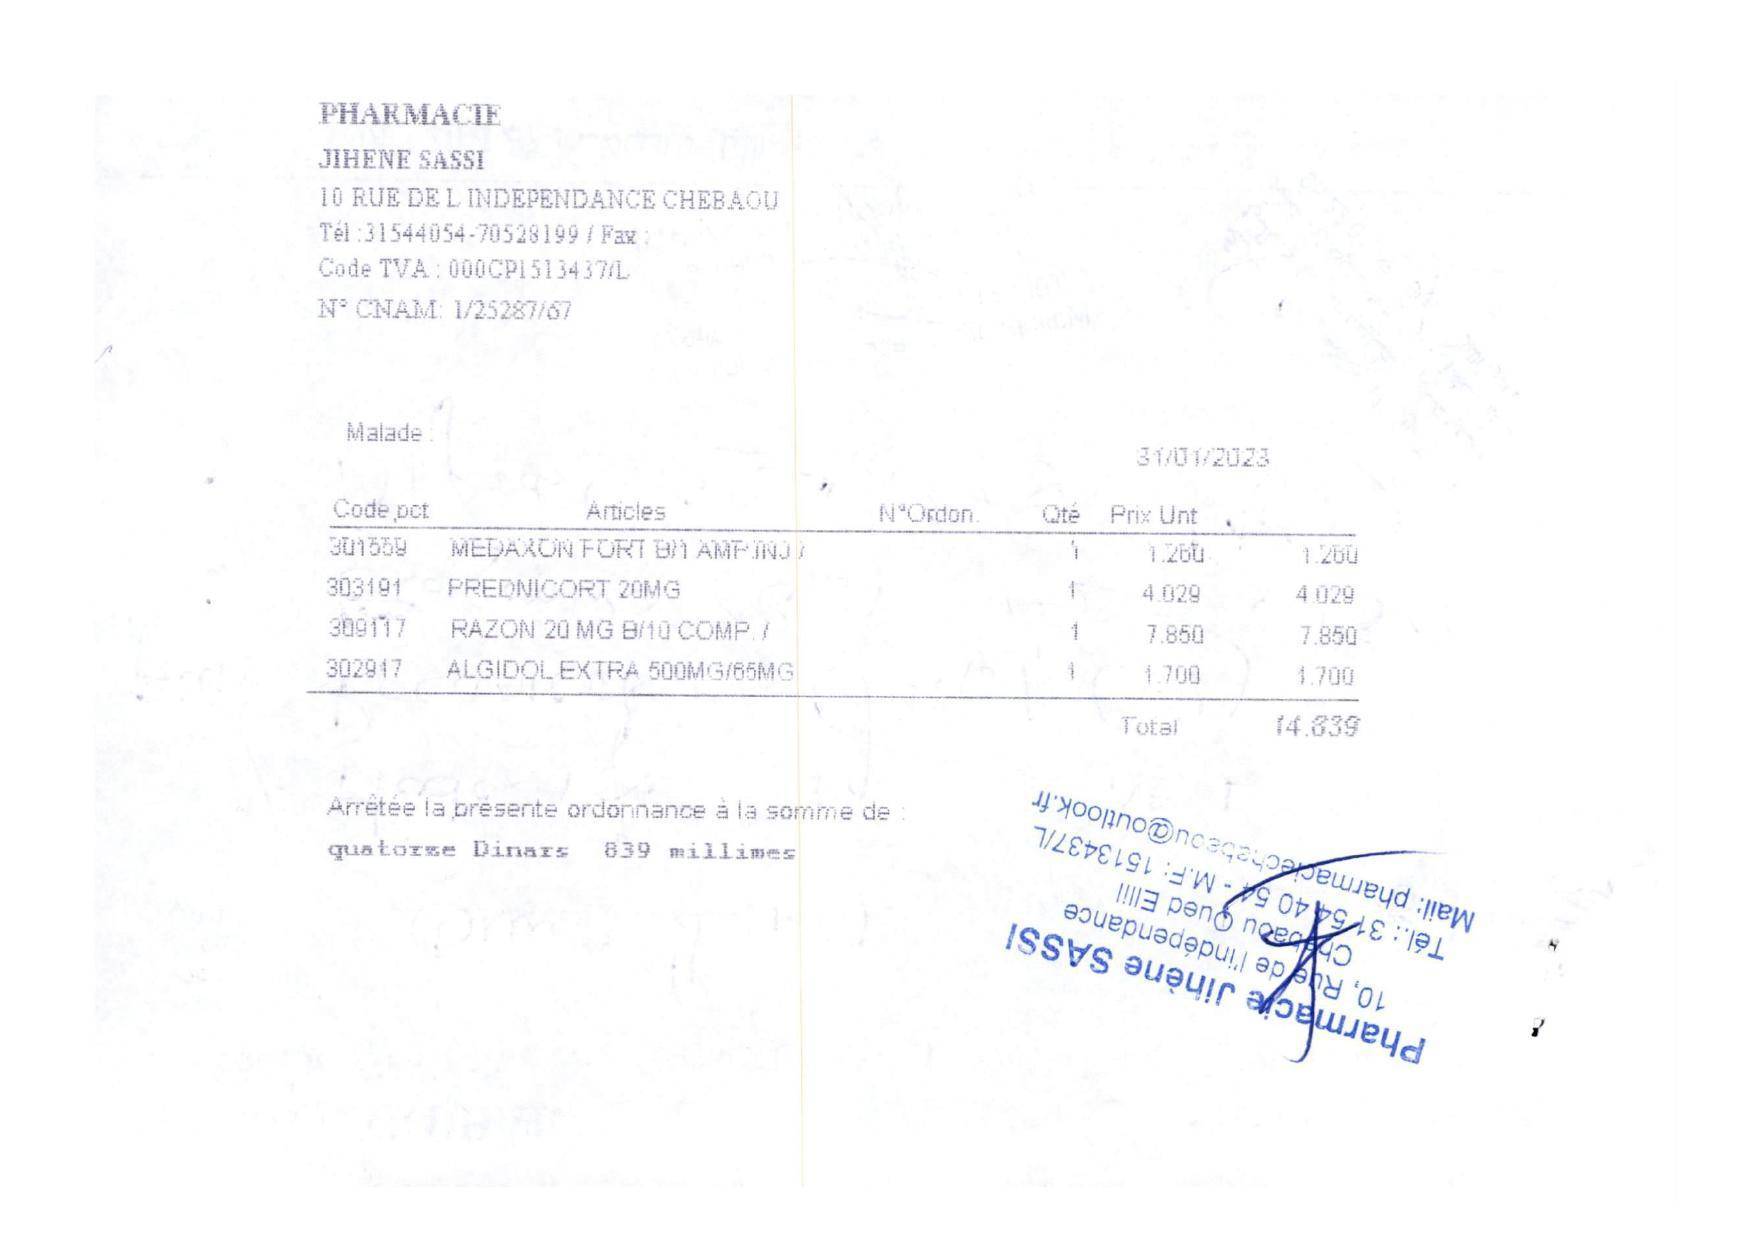 PHARMACIE
JIHENE SASSI
10 RUE DE L INDEPENDANCE CHEBAOU
Tél :31544054-70528199 / Fax :
Code TVA : 000CP1513437/L
N° CNAM: 1/25287/67
Malade :
31/01/2023
Code pct Articles N°Ordon. Qté Prix Unt
301559 MEDAXON FORT B/1 AMP INJ / 1 1.260 1.260
303191 PREDNICORT 20MG 1 4.029 4.029
309117 RAZON 20 MG B/10 COMP. / 1 7.850 7.850
302917 ALGIDOL EXTRA 500MG/65MG 1 1.700 1.700
Total 14.839
Arrêtée la présente ordonnance à la somme de :
quatorse Dinars 839 millimes
Pharmacie Jihène SASSI
10, Rue de l'indépendance
Chebaou Oued Ellil
Tél.: 31 54 40 54 - M.F: 1513437/L
Mail: pharmaciechebaou@outlook.fr